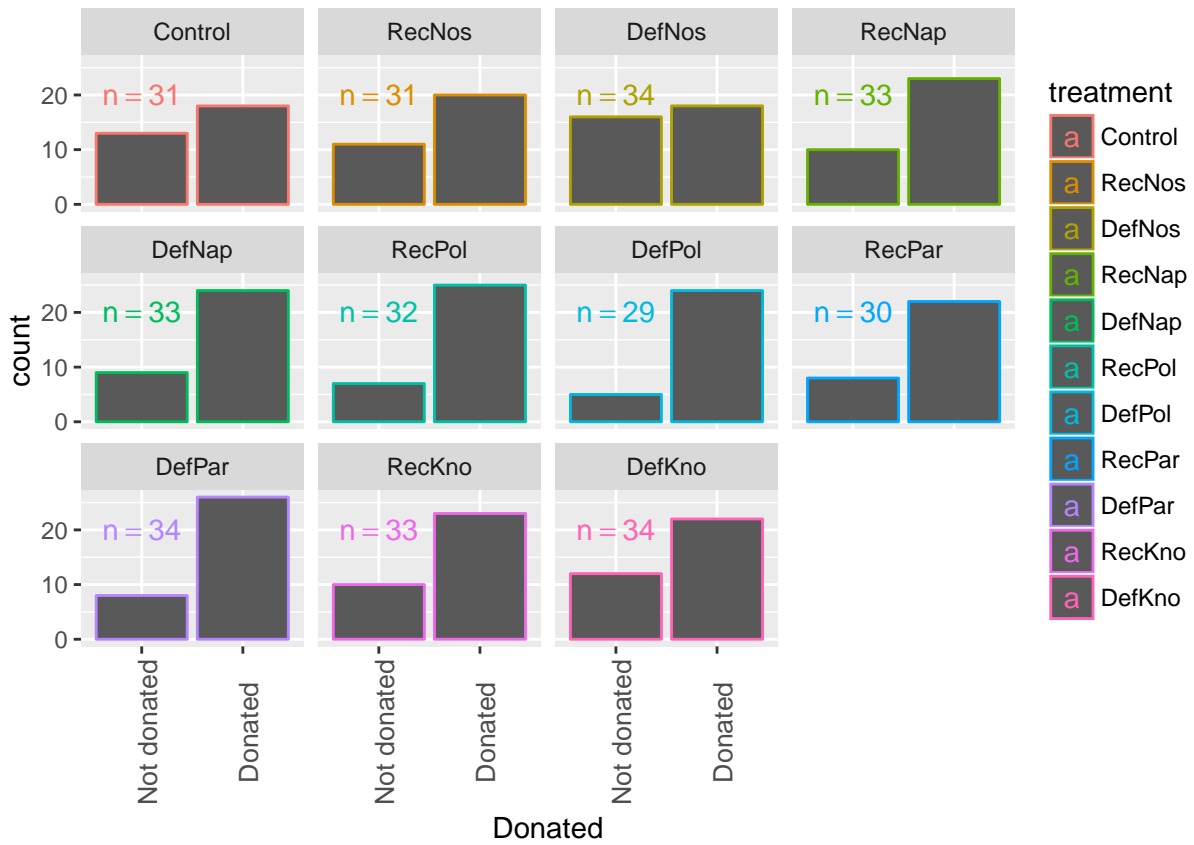 Control RecNos DefNos RecNap
n = 31 n = 31 n = 34 n = 33
20
10
0
DefNap RecPol DefPol RecPar
n = 33 n = 32 n = 29 n = 30
20
10
0
DefPar RecKno DefKno
n = 34 n = 33 n = 34
20
10
0
count
Not donated Donated Not donated Donated Not donated Donated
Donated
treatment
a Control
a RecNos
a DefNos
a RecNap
a DefNap
a RecPol
a DefPol
a RecPar
a DefPar
a RecKno
a DefKno